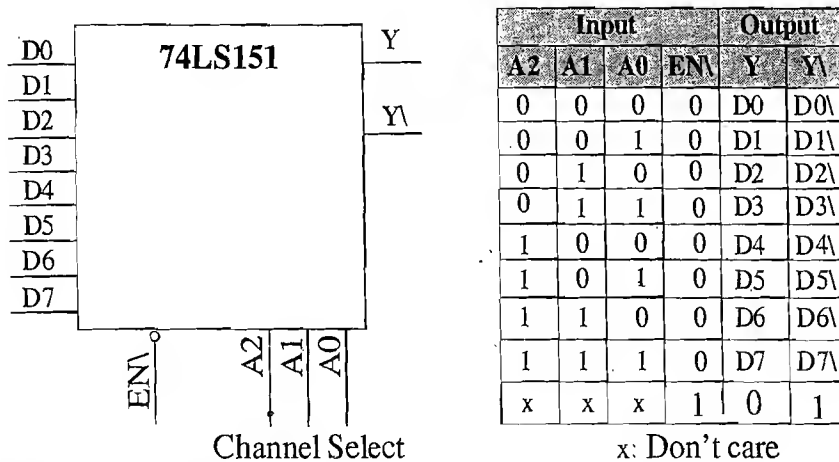 74LS151
D0
D1
D2
D3
D4
D5
D6
D7
Y
Y\
EN\
A2
A1
A0
Channel Select
Input Output
A2 A1 A0 EN\ Y Y\
0 0 0 0 D0 D0\
0 0 1 0 D1 D1\
0 1 0 0 D2 D2\
0 1 1 0 D3 D3\
1 0 0 0 D4 D4\
1 0 1 0 D5 D5\
1 1 0 0 D6 D6\
1 1 1 0 D7 D7\
x x x 1 0 1
x: Don't care